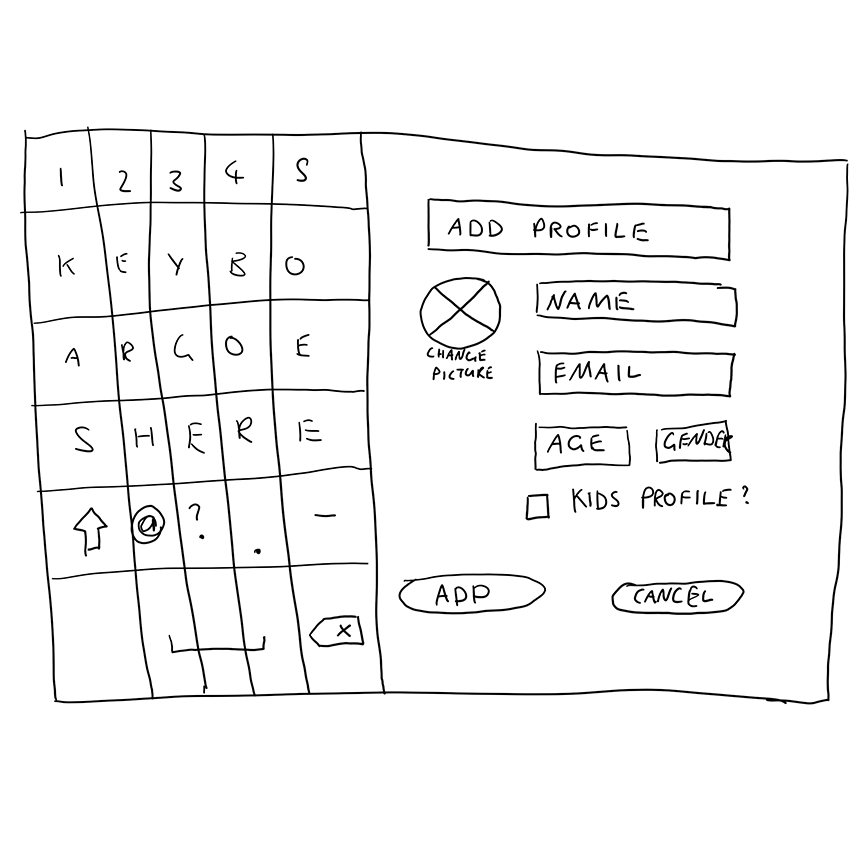 1 2 3 4 5
K E Y B O
A R G O E
S H E R E
@ ? . -
X
ADD PROFILE
CHANGE
PICTURE
NAME
EMAIL
AGE GENDER
KIDS PROFILE?
ADD CANCEL